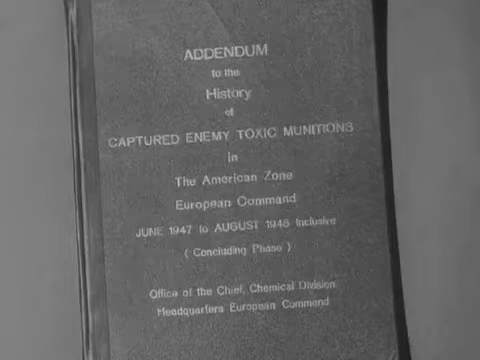 ADDENDUM
to the
History
of
CAPTURED ENEMY TOXIC MUNITIONS
in
The American Zone
European Command
JUNE 1947 to AUGUST 1948 Inclusive
( Concluding Phase )
Office of the Chief, Chemical Division
Headquarters European Command